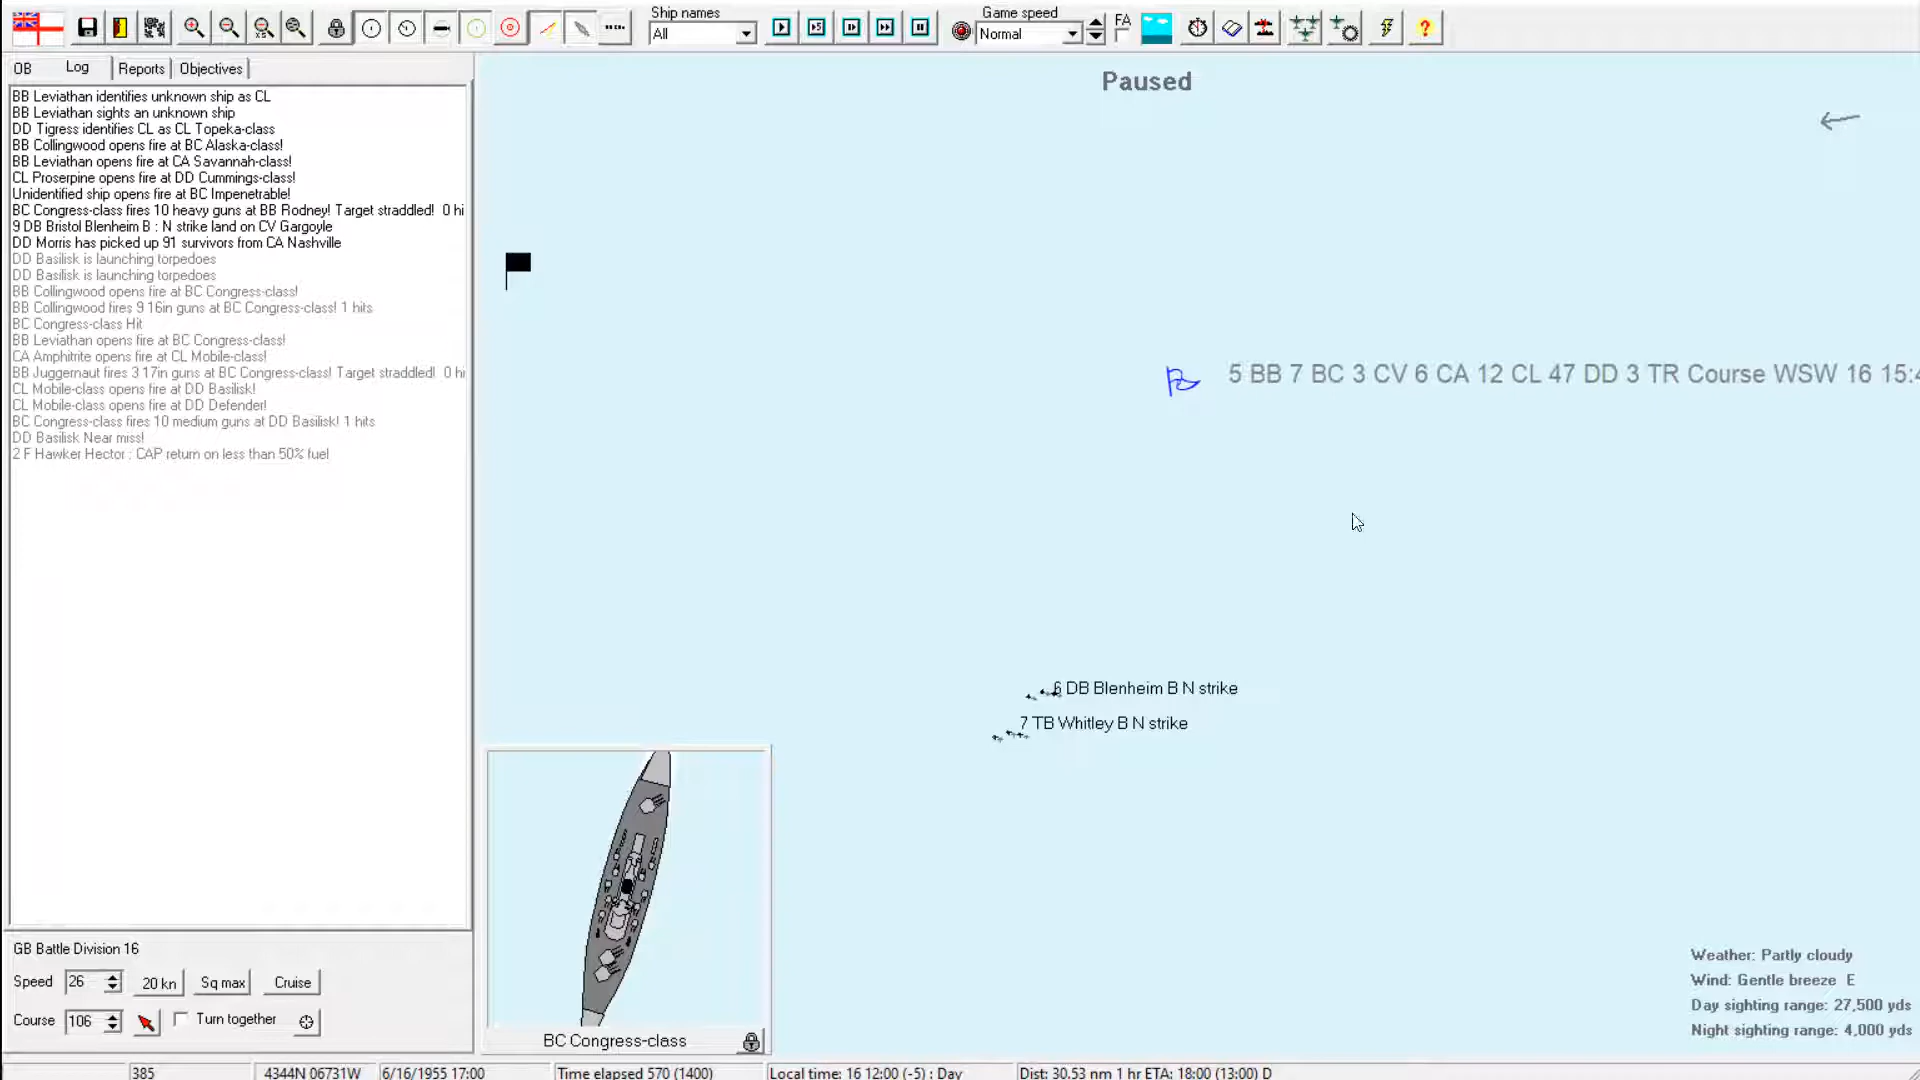 Ship names
All
Game speed
Normal
FA
OB
Log
Reports
Objectives
BB Leviathan identifies unknown ship as CL
BB Leviathan sights an unknown ship
DD Tigress identifies CL as CL Topeka-class
BB Collingwood opens fire at BC Alaska-class!
BB Leviathan opens fire at CA Savannah-class!
CL Proserpine opens fire at DD Cummings-class!
Unidentified ship opens fire at BC Impenetrable!
BC Congress-class fires 10 heavy guns at BB Rodney! Target straddled! 0 hi
9 DB Bristol Blenheim B : N strike land on CV Gargoyle
DD Morris has picked up 91 survivors from CA Nashville
DD Basilisk is launching torpedoes
DD Basilisk is launching torpedoes
BB Collingwood opens fire at BC Congress-class!
BB Collingwood fires 9 16in guns at BC Congress-class! 1 hits
BC Congress-class Hit
BB Leviathan opens fire at BC Congress-class!
CA Amphitrite opens fire at CL Mobile-class!
BB Juggernaut fires 3 17in guns at BC Congress-class! Target straddled! 0 hi
CL Mobile-class opens fire at DD Basilisk!
CL Mobile-class opens fire at DD Defender!
BC Congress-class fires 10 medium guns at DD Basilisk! 1 hits
DD Basilisk Near miss!
2 F Hawker Hector : CAP return on less than 50% fuel
Paused
5 BB 7 BC 3 CV 6 CA 12 CL 47 DD 3 TR Course WSW 16 15:4
6 DB Blenheim B N strike
7 TB Whitley B N strike
BC Congress-class
GB Battle Division 16
Speed 26 20 kn Sq max Cruise
Course 106 Turn together
Weather: Partly cloudy
Wind: Gentle breeze E
Day sighting range: 27,500 yds
Night sighting range: 4,000 yds
385 4344N 06731W 6/16/1955 17:00 Time elapsed 570 (1400) Local time: 16 12:00 (-5) : Day Dist: 30.53 nm 1 hr ETA: 18:00 (13:00) D